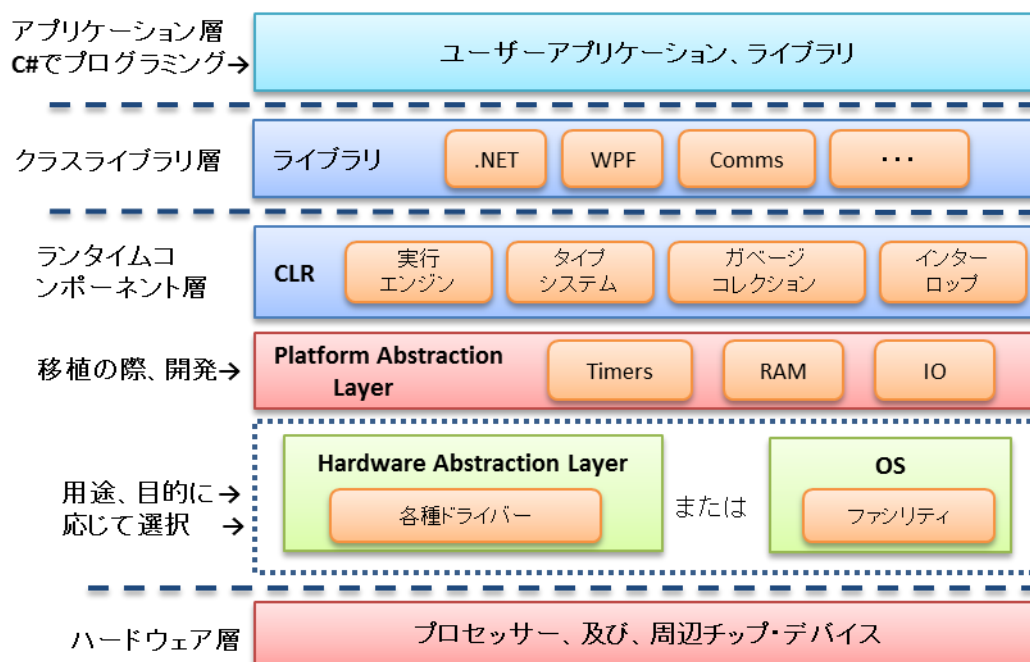 アプリケーション層
C#でプログラミング→
ユーザーアプリケーション、ライブラリ
クラスライブラリ層
ライブラリ
.NET
WPF
Comms
・・・
ランタイムコ
ンポーネント層
CLR
実行
エンジン
タイプ
システム
ガベージ
コレクション
インター
ロップ
移植の際、開発→
Platform Abstraction
Layer
Timers
RAM
IO
用途、目的に→
応じて選択 →
Hardware Abstraction Layer
各種ドライバー
または
OS
ファシリティ
ハードウェア層
プロセッサー、及び、周辺チップ・デバイス